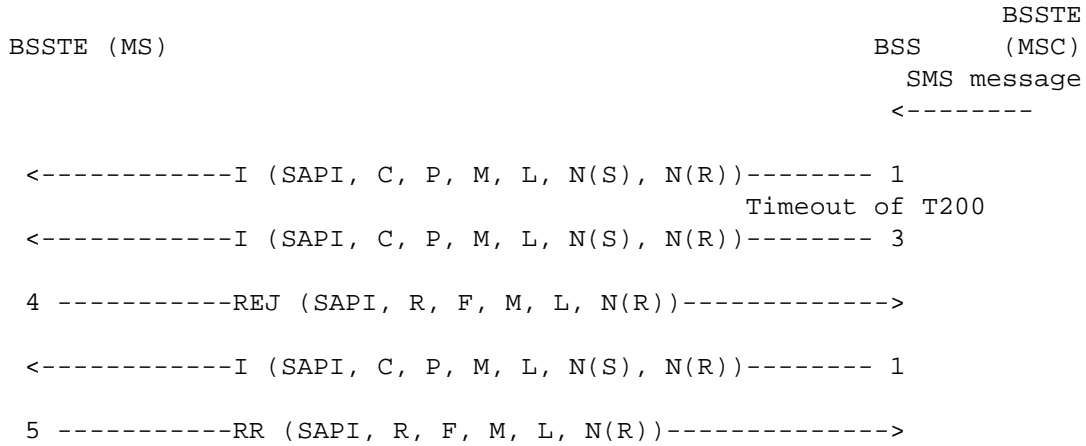 BSSTE
BSSTE (MS) BSS (MSC)
SMS message
<--------
<------------I (SAPI, C, P, M, L, N(S), N(R))-------- 1
Timeout of T200
<------------I (SAPI, C, P, M, L, N(S), N(R))-------- 3
4 -----------REJ (SAPI, R, F, M, L, N(R))------------->
<------------I (SAPI, C, P, M, L, N(S), N(R))-------- 1
5 -----------RR (SAPI, R, F, M, L, N(R))-------------->